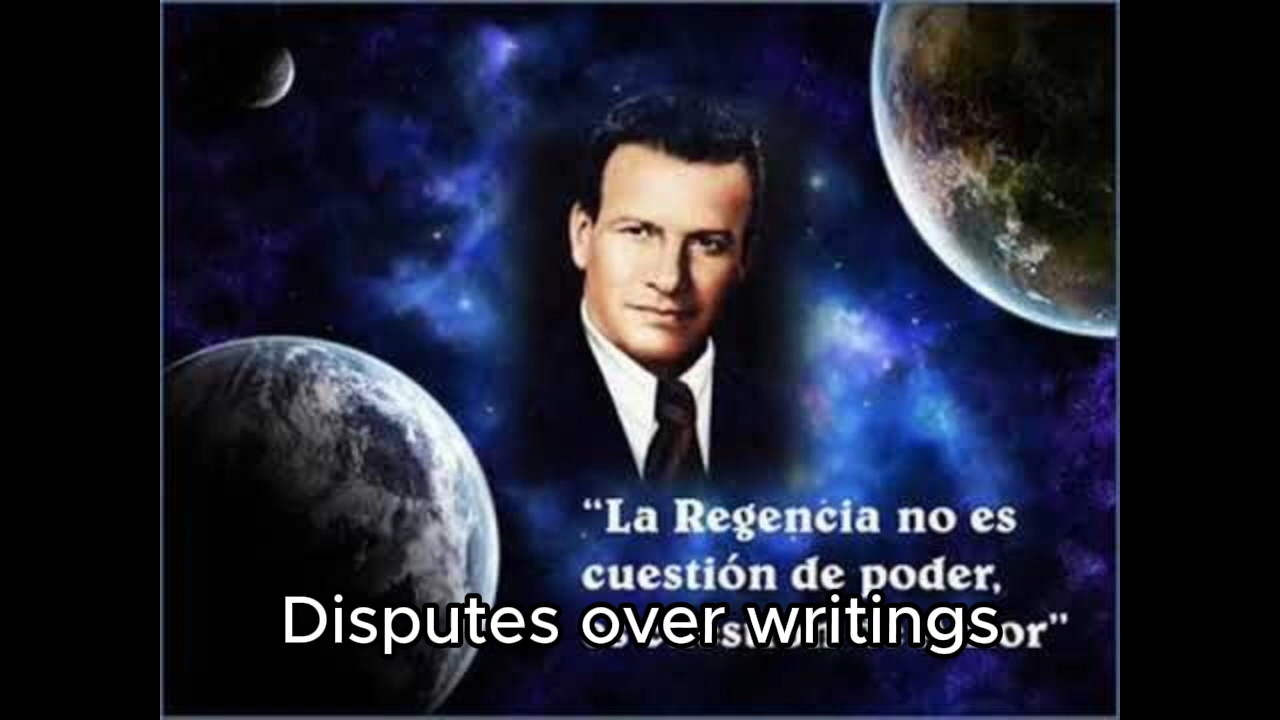 “La Regencia no es
cuestión de poder,
Disputes over writings